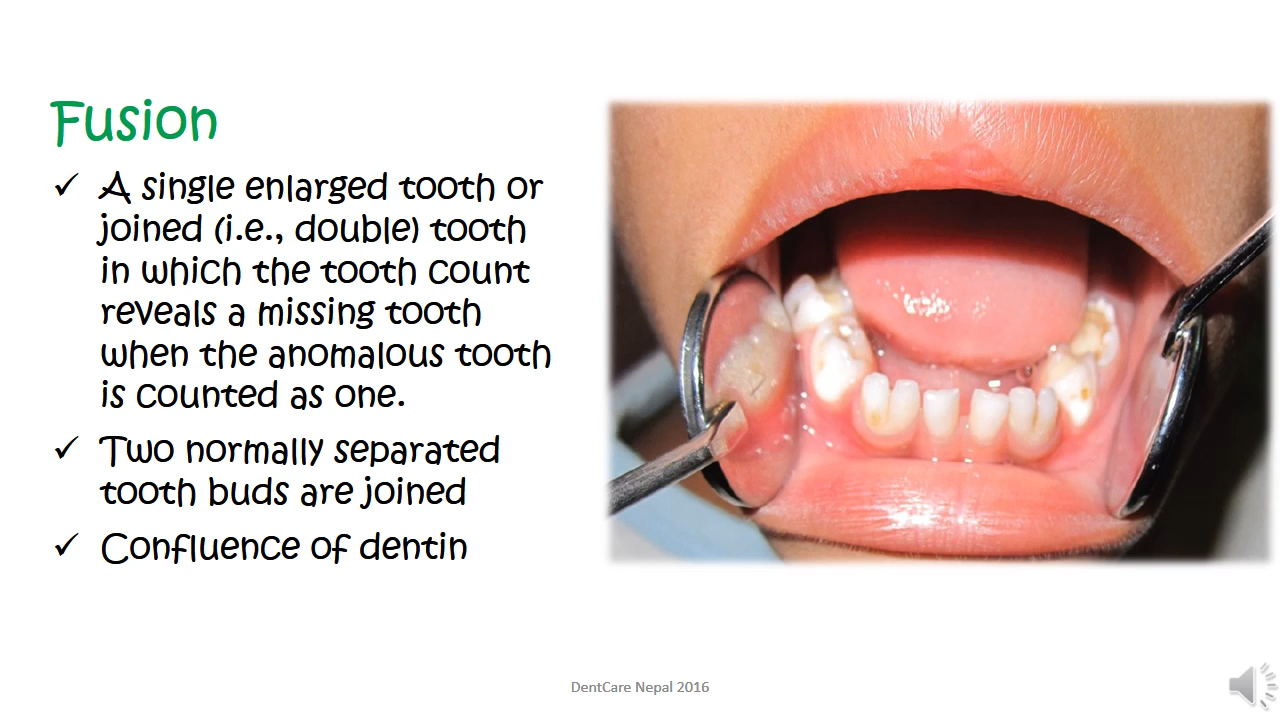 Fusion
✓ A single enlarged tooth or
joined (i.e., double) tooth
in which the tooth count
reveals a missing tooth
when the anomalous tooth
is counted as one.
✓ Two normally separated
tooth buds are joined
✓ Confluence of dentin
DentCare Nepal 2016